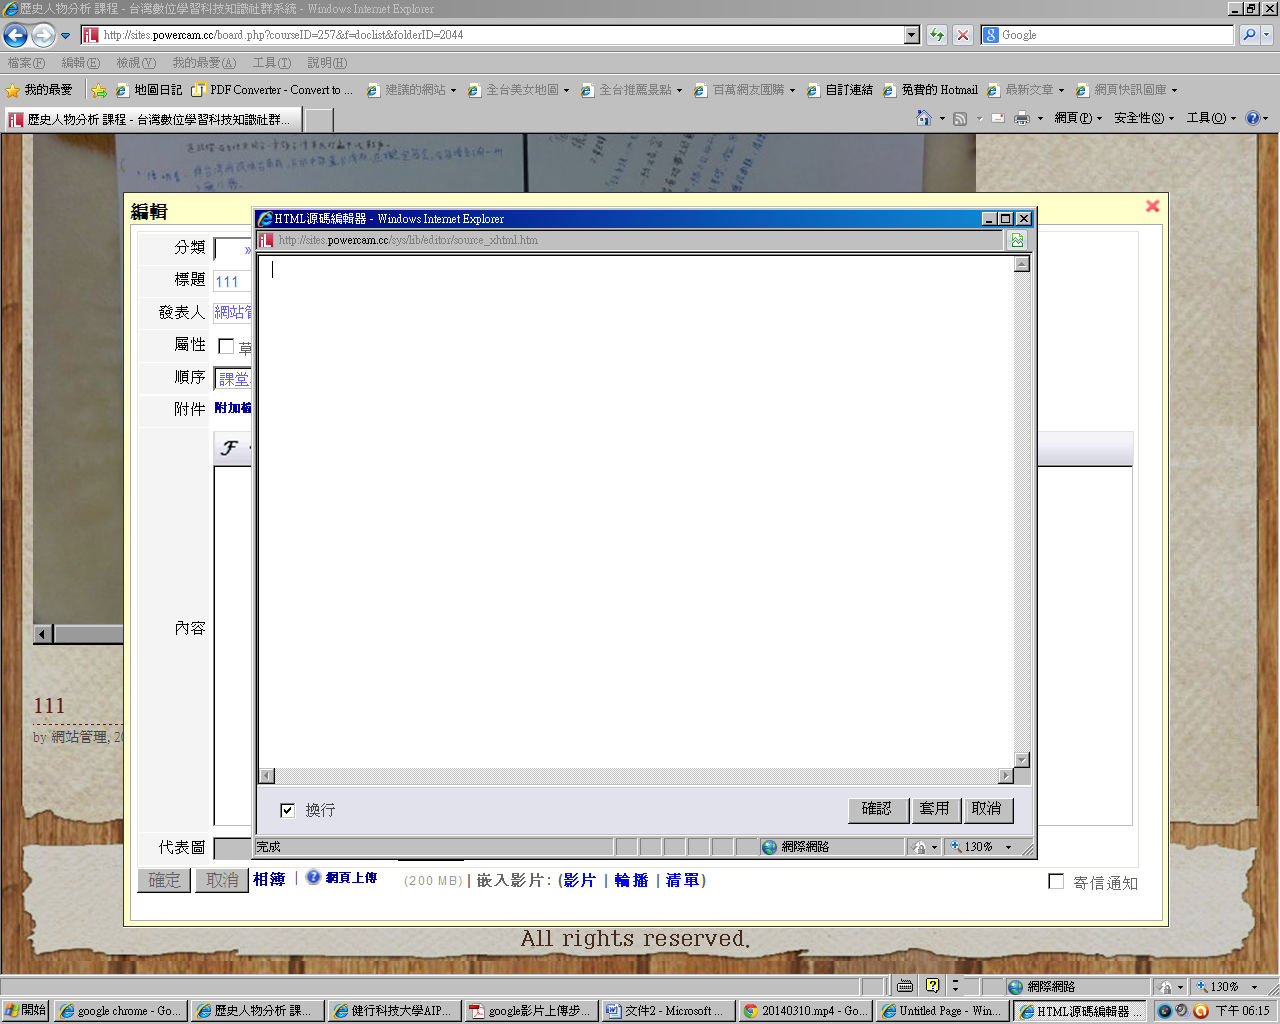 歷史人物分析 課程 - 台灣數位學習科技知識社群系統 - Windows Internet Explorer
http://sites.powercam.cc/board.php?courseID=257&f=doclist&folderID=2044
Google
檔案(F) 編輯(E) 檢視(V) 我的最愛(A) 工具(T) 說明(H)
我的最愛 地圖日記 PDF Converter - Convert to ... 建議的網站 全台美女地圖 全台推薦景點 百萬網友團購 自訂連結 免費的 Hotmail 最新文章 網頁快訊圖庫
歷史人物分析 課程 - 台灣數位學習科技知識社群... 網頁(P) 安全性(S) 工具(O)
編輯
HTML源碼編輯器 - Windows Internet Explorer
http://sites.powercam.cc/sys/lib/editor/source_xhtml.htm
分類 »
標題 111
發表人 網站管
屬性 草
順序 課堂
附件 附加檔
F
內容
換行 確認 套用 取消
完成 網際網路 130%
代表圖
確定 取消 相簿 | 網頁上傳 (200 MB) | 嵌入影片: (影片 | 輪播 | 清單) 寄信通知
111
by 網站管理, 20
All rights reserved.
網際網路 130%
開始 google chrome - Go... 歷史人物分析 課... 健行科技大學AIP... google影片上傳步... 文件2 - Microsoft ... 20140310.mp4 - Go... Untitled Page - Win... HTML源碼編輯器 ... 下午 06:15